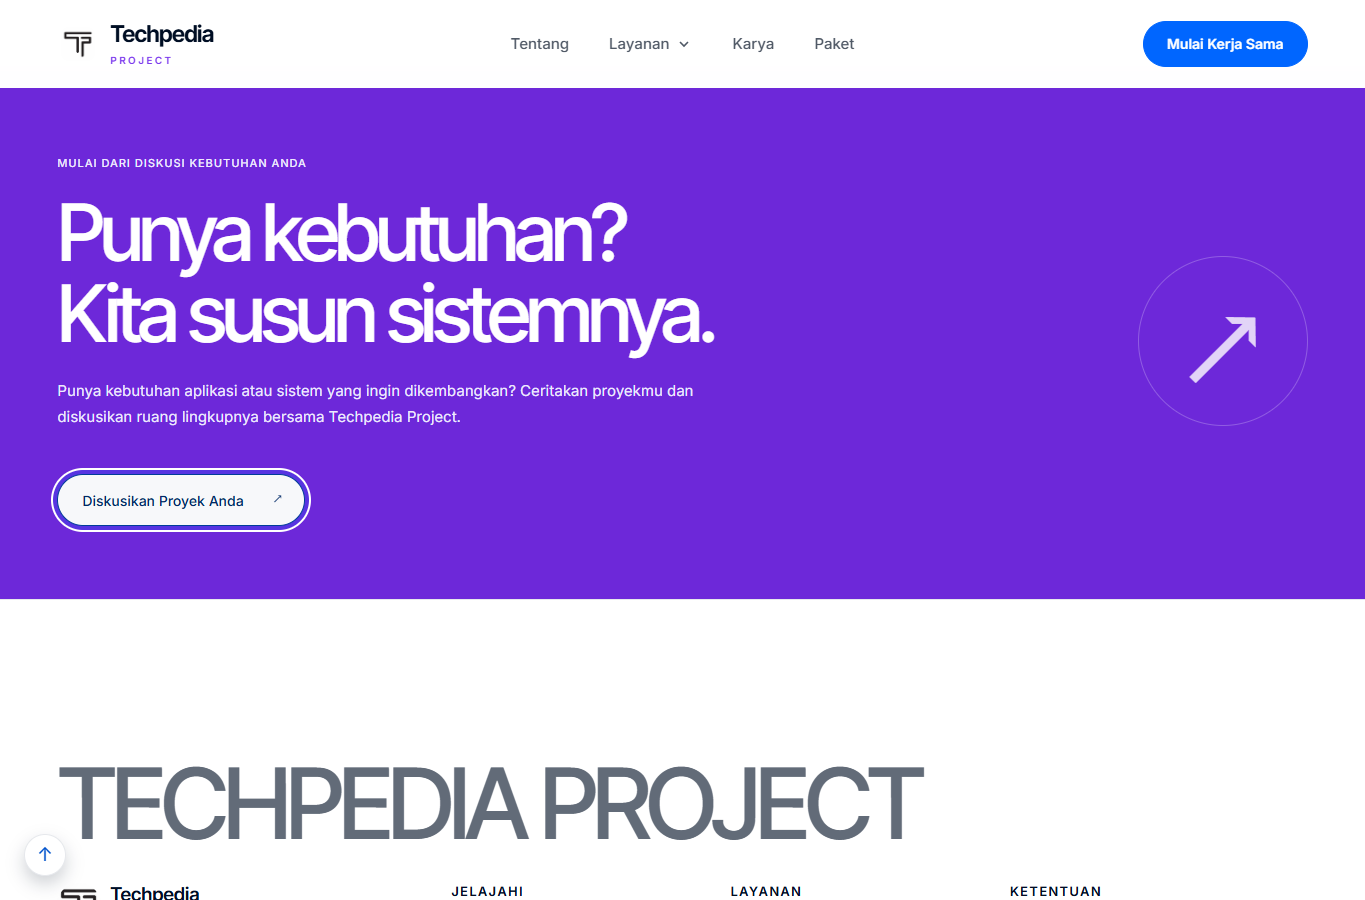 Techpedia
PROJECT
Tentang
Layanan
Karya
Paket
Mulai Kerja Sama
MULAI DARI DISKUSI KEBUTUHAN ANDA
Punya kebutuhan?
Kita susun sistemnya.
Punya kebutuhan aplikasi atau sistem yang ingin dikembangkan? Ceritakan proyekmu dan
diskusikan ruang lingkupnya bersama Techpedia Project.
Diskusikan Proyek Anda
TECHPEDIA PROJECT
Techpedia
JELAJAHI
LAYANAN
KETENTUAN